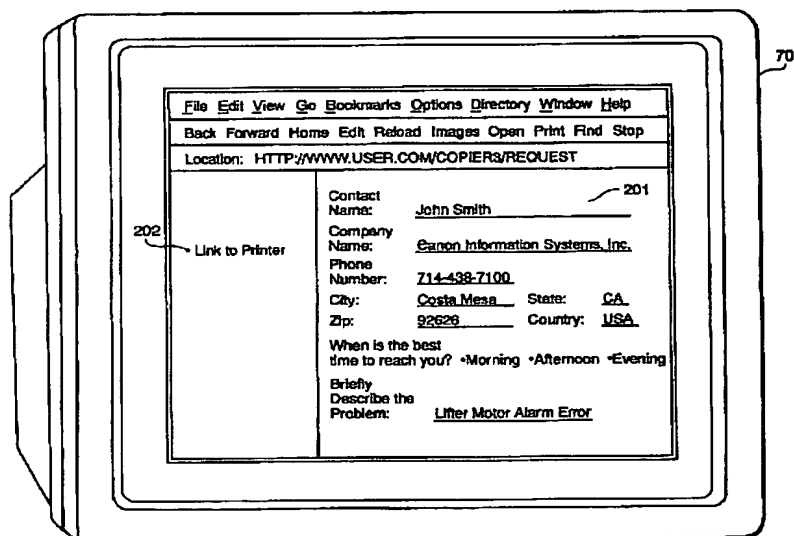 70
File Edit View Go Bookmarks Options Directory Window Help
Back Forward Home Edit Reload Images Open Print Find Stop
Location: HTTP://WWW.USER.COM/COPIERS/REQUEST
201
202
Link to Printer
Contact
Name: John Smith
Company
Name: Canon Information Systems, Inc.
Phone
Number: 714-438-7100
City: Costa Mesa State: CA
Zip: 92626 Country: USA
When is the best
time to reach you? •Morning •Afternoon •Evening
Briefly
Describe the
Problem: Lifter Motor Alarm Error